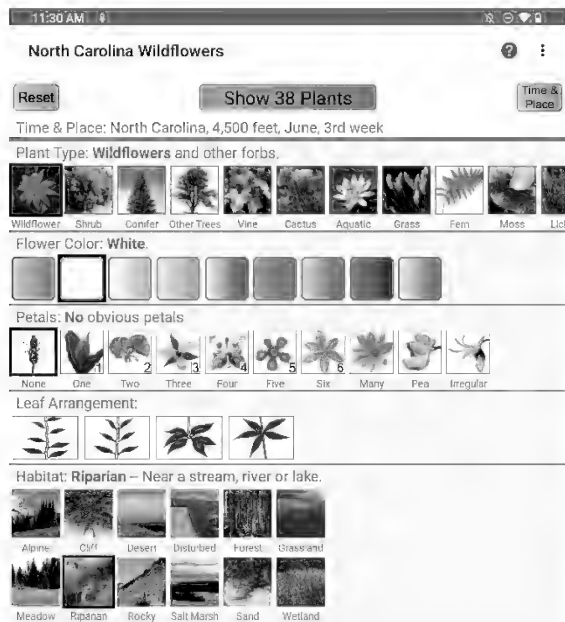 11:30 AM
North Carolina Wildflowers
Reset
Show 38 Plants
Time &
Place
Time & Place: North Carolina, 4,500 feet, June, 3rd week
Plant Type: Wildflowers and other forbs.
Wildflower Shrub Conifer Other Trees Vine Cactus Aquatic Grass Fern Moss Lic
Flower Color: White.
Petals: No obvious petals
1 2 3 4 5 6
None One Two Three Four Five Six Many Pea Irregular
Leaf Arrangement:
Habitat: Riparian – Near a stream, river or lake.
Alpine Cliff Desert Disturbed Forest Grassland
Meadow Riparian Rocky Salt Marsh Sand Wetland